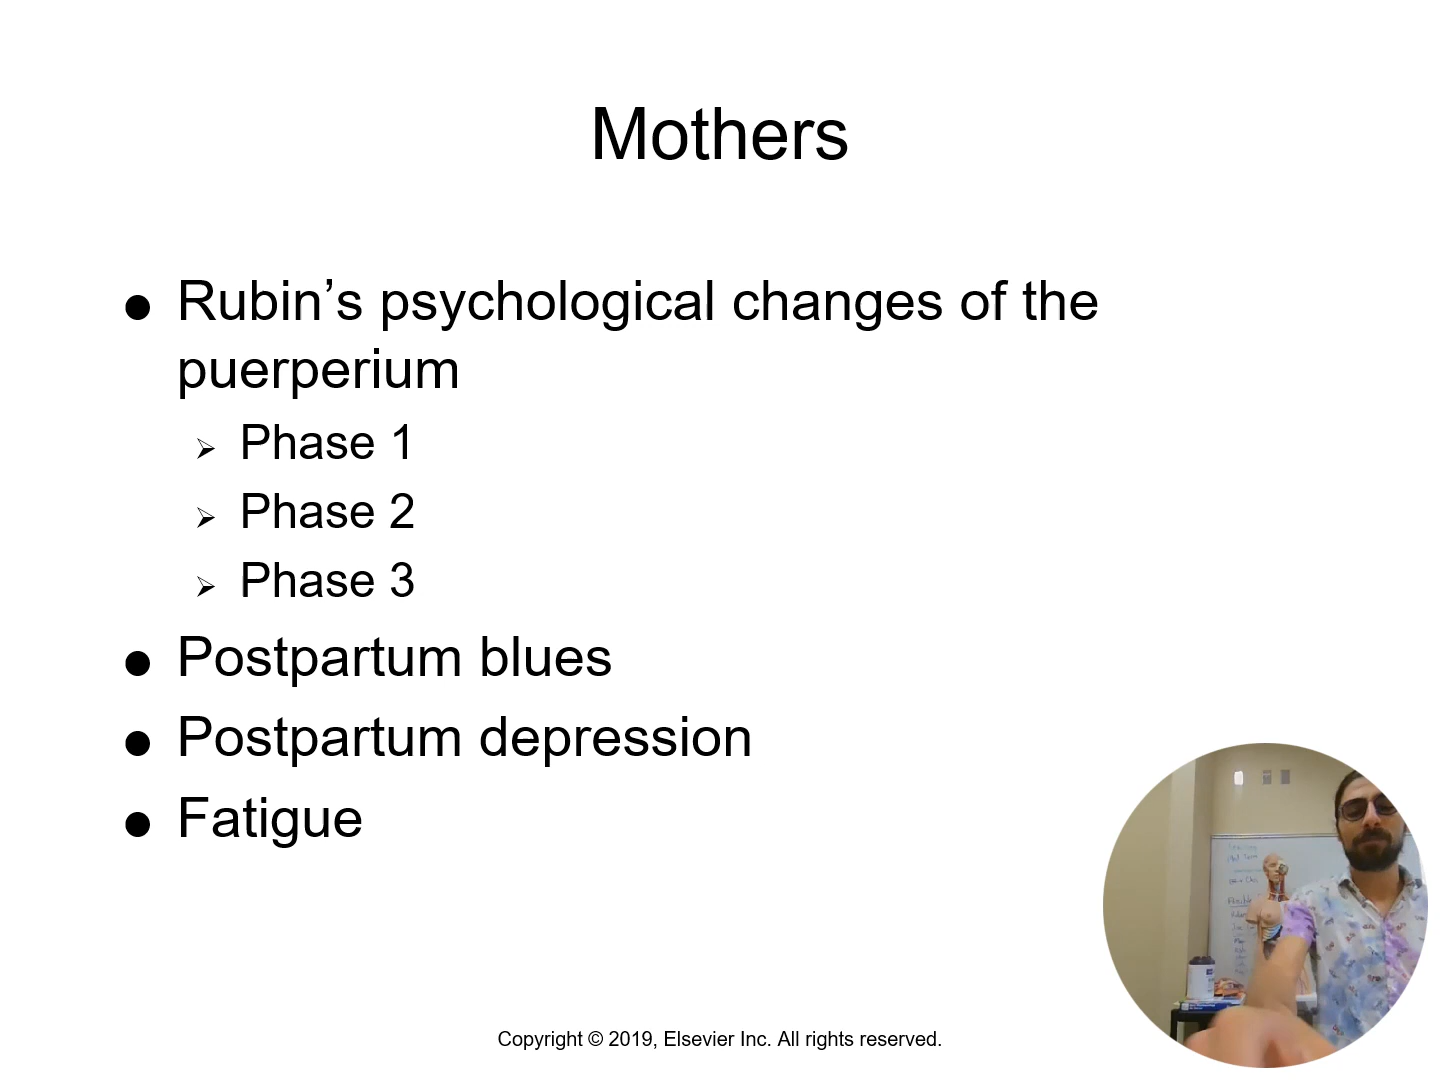 Mothers
● Rubin’s psychological changes of the
puerperium
➢ Phase 1
➢ Phase 2
➢ Phase 3
● Postpartum blues
● Postpartum depression
● Fatigue
Copyright © 2019, Elsevier Inc. All rights reserved.